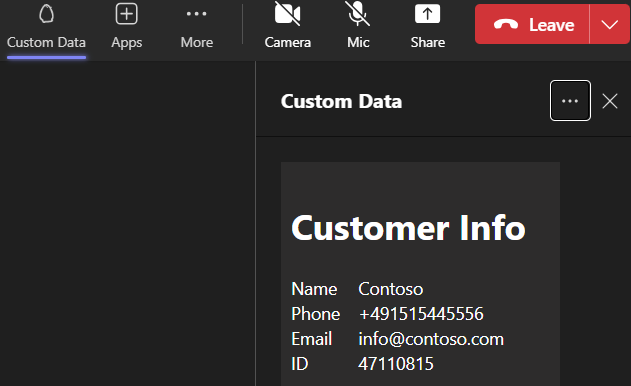 Custom Data Apps More Camera Mic Share Leave
Custom Data
Customer Info
Name Contoso
Phone +491515445556
Email info@contoso.com
ID 47110815